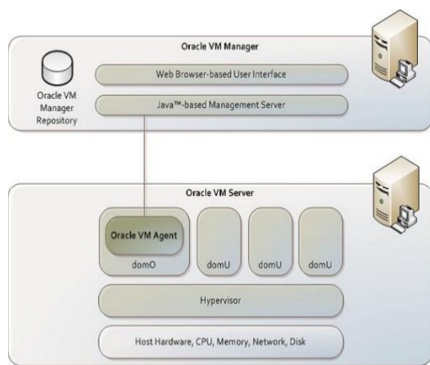 Oracle VM Manager
Web Browser-based User Interface
Oracle VM
Manager
Repository
Java™-based Management Server
Oracle VM Server
Oracle VM Agent
dom0
domU
domU
domU
Hypervisor
Host Hardware, CPU, Memory, Network, Disk